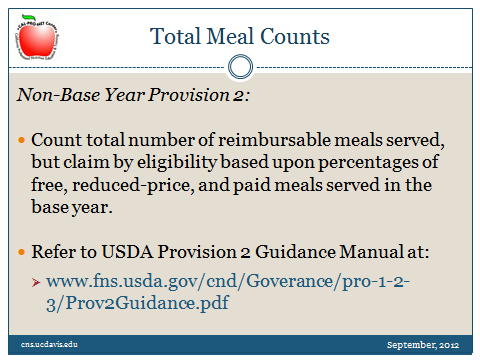 Total Meal Counts
Non-Base Year Provision 2:
Count total number of reimbursable meals served,
but claim by eligibility based upon percentages of
free, reduced-price, and paid meals served in the
base year.
Refer to USDA Provision 2 Guidance Manual at:
www.fns.usda.gov/cnd/Goverance/pro-1-2-
3/Prov2Guidance.pdf
cns.ucdavis.edu
September, 2012